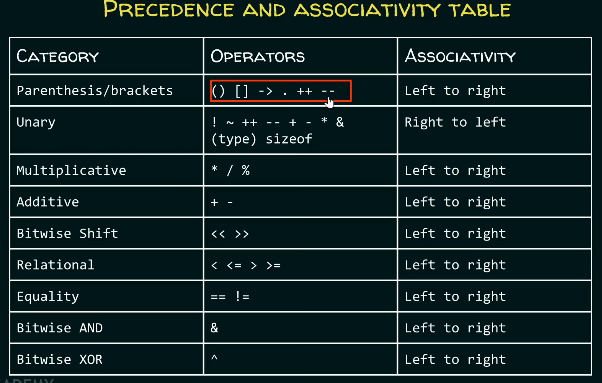 PRECEDENCE AND ASSOCIATIVITY TABLE
CATEGORY OPERATORS ASSOCIATIVITY
Parenthesis/brackets () [] -> . ++ -- Left to right
Unary ! ~ ++ -- + - * & Right to left
(type) sizeof
Multiplicative * / % Left to right
Additive + - Left to right
Bitwise Shift << >> Left to right
Relational < <= > >= Left to right
Equality == != Left to right
Bitwise AND & Left to right
Bitwise XOR ^ Left to right